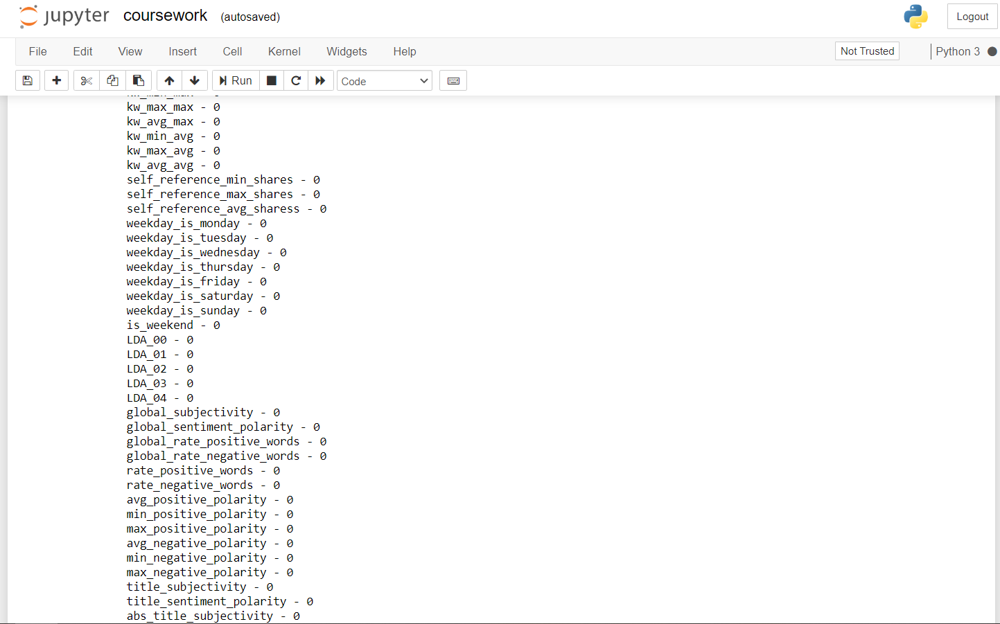 jupyter coursework (autosaved) Logout
File Edit View Insert Cell Kernel Widgets Help Not Trusted Python 3
Run Code
kw_max_max - 0
kw_avg_max - 0
kw_min_avg - 0
kw_max_avg - 0
kw_avg_avg - 0
self_reference_min_shares - 0
self_reference_max_shares - 0
self_reference_avg_sharess - 0
weekday_is_monday - 0
weekday_is_tuesday - 0
weekday_is_wednesday - 0
weekday_is_thursday - 0
weekday_is_friday - 0
weekday_is_saturday - 0
weekday_is_sunday - 0
is_weekend - 0
LDA_00 - 0
LDA_01 - 0
LDA_02 - 0
LDA_03 - 0
LDA_04 - 0
global_subjectivity - 0
global_sentiment_polarity - 0
global_rate_positive_words - 0
global_rate_negative_words - 0
rate_positive_words - 0
rate_negative_words - 0
avg_positive_polarity - 0
min_positive_polarity - 0
max_positive_polarity - 0
avg_negative_polarity - 0
min_negative_polarity - 0
max_negative_polarity - 0
title_subjectivity - 0
title_sentiment_polarity - 0
abs_title_subjectivity - 0